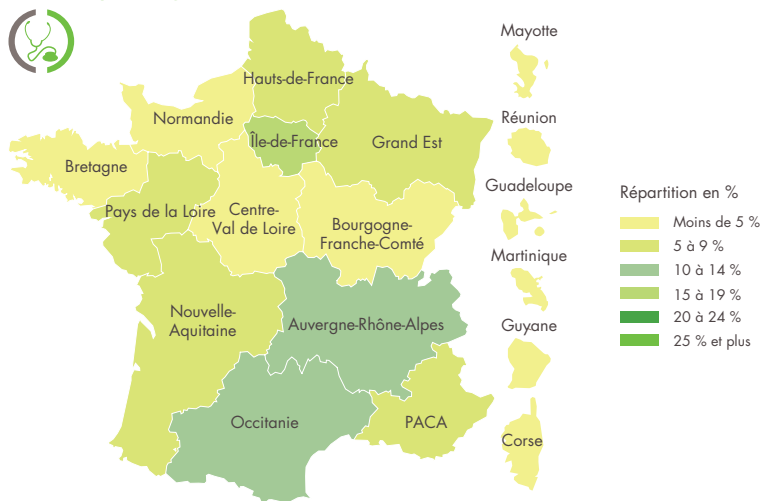 Mayotte
Hauts-de-France
Normandie
Réunion
Île-de-France
Grand Est
Bretagne
Guadeloupe
Répartition en %
Pays de la Loire
Centre-
Val de Loire
Bourgogne-
Franche-Comté
Moins de 5 %
5 à 9 %
Martinique
10 à 14 %
15 à 19 %
Nouvelle-
Aquitaine
Auvergne-Rhône-Alpes
Guyane
20 à 24 %
25 % et plus
Occitanie
PACA
Corse